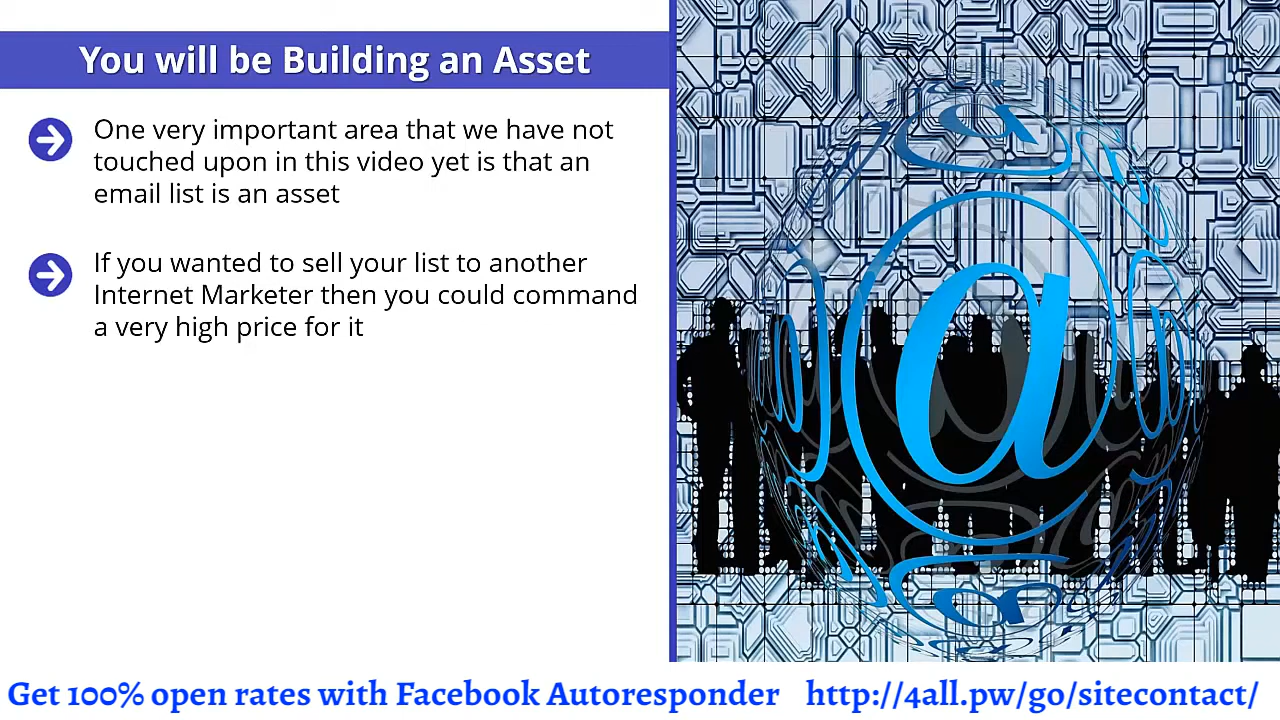 You will be Building an Asset
One very important area that we have not
touched upon in this video yet is that an
email list is an asset
If you wanted to sell your list to another
Internet Marketer then you could command
a very high price for it
@
Get 100% open rates with Facebook Autoresponder http://4all.pw/go/sitecontact/